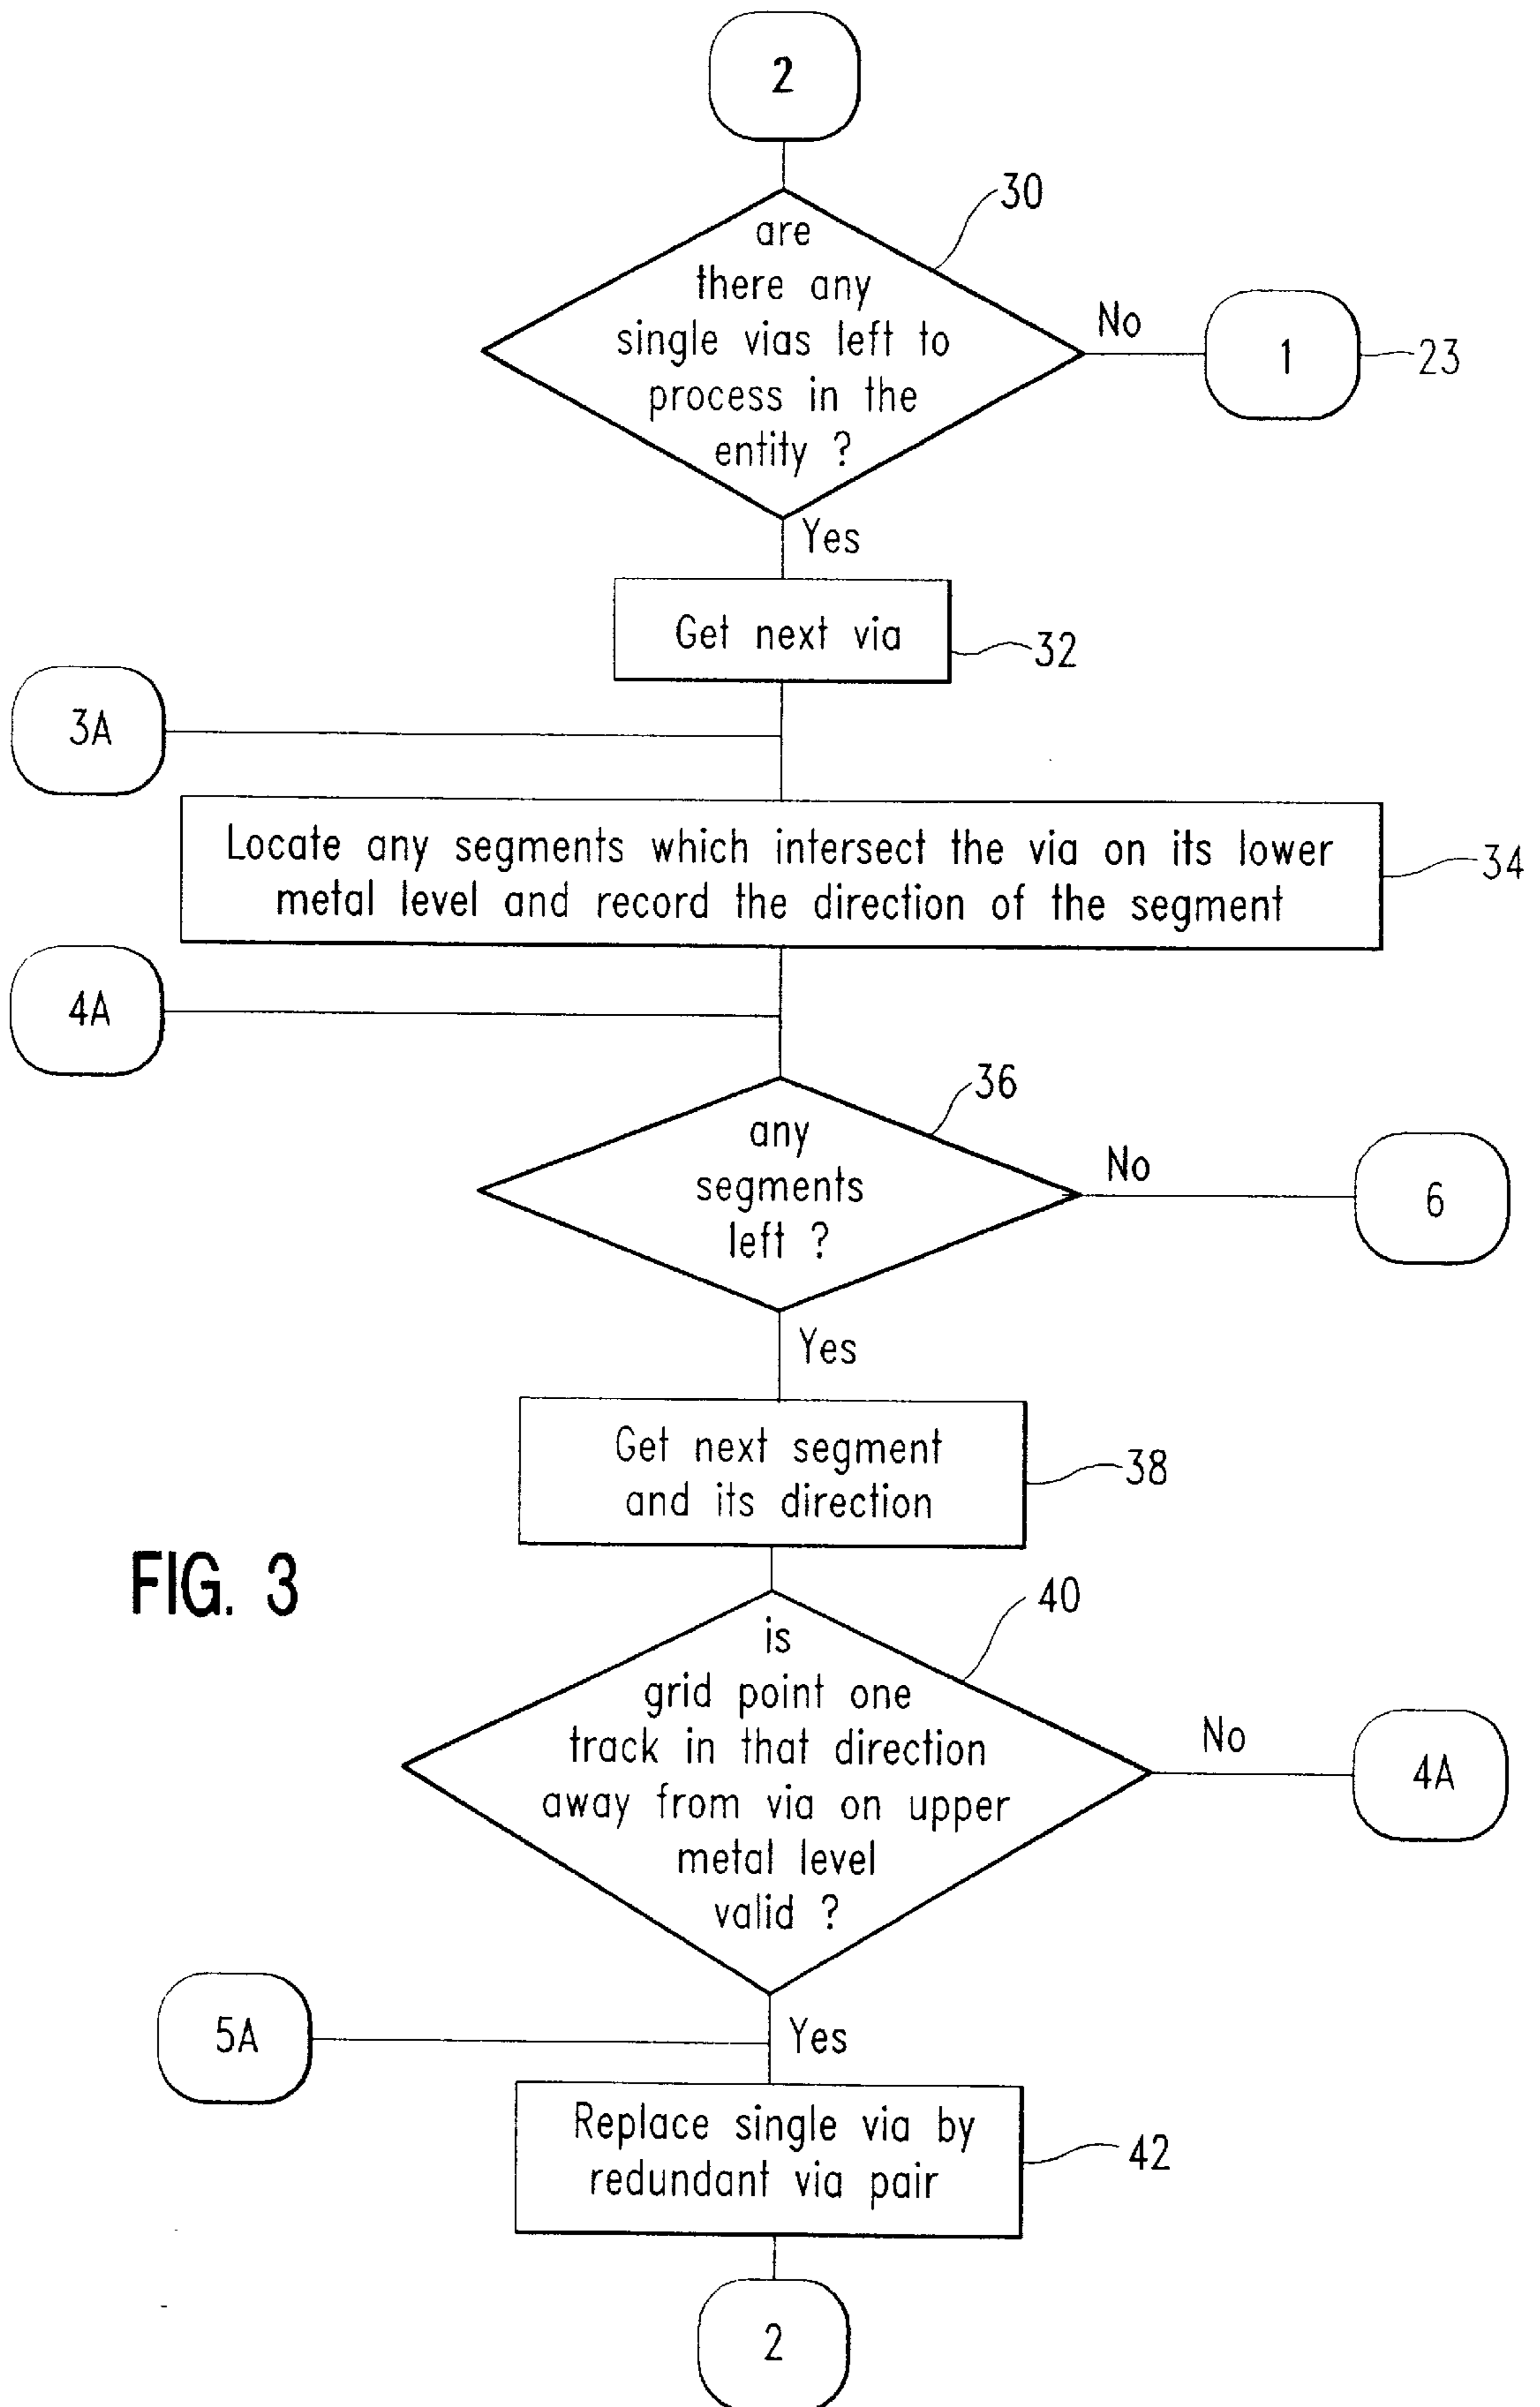 2
30
are
there any
single vias left to
process in the
entity ?
No
1
23
Yes
Get next via
32
3A
Locate any segments which intersect the via on its lower
metal level and record the direction of the segment
34
4A
36
any
segments
left ?
No
6
Yes
Get next segment
and its direction
38
FIG. 3
40
is
grid point one
track in that direction
away from via on upper
metal level
valid ?
No
4A
5A
Yes
Replace single via by
redundant via pair
42
2